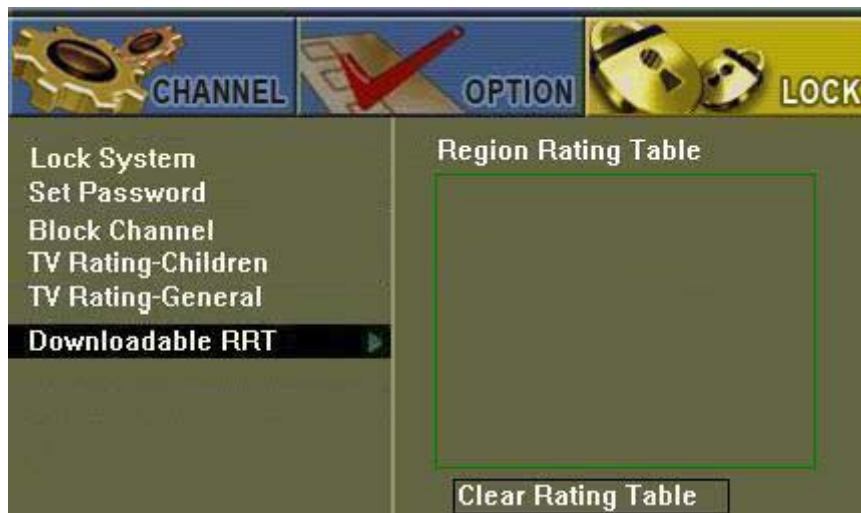 CHANNEL
OPTION
LOCK
Lock System
Set Password
Block Channel
TV Rating-Children
TV Rating-General
Downloadable RRT
Region Rating Table
Clear Rating Table